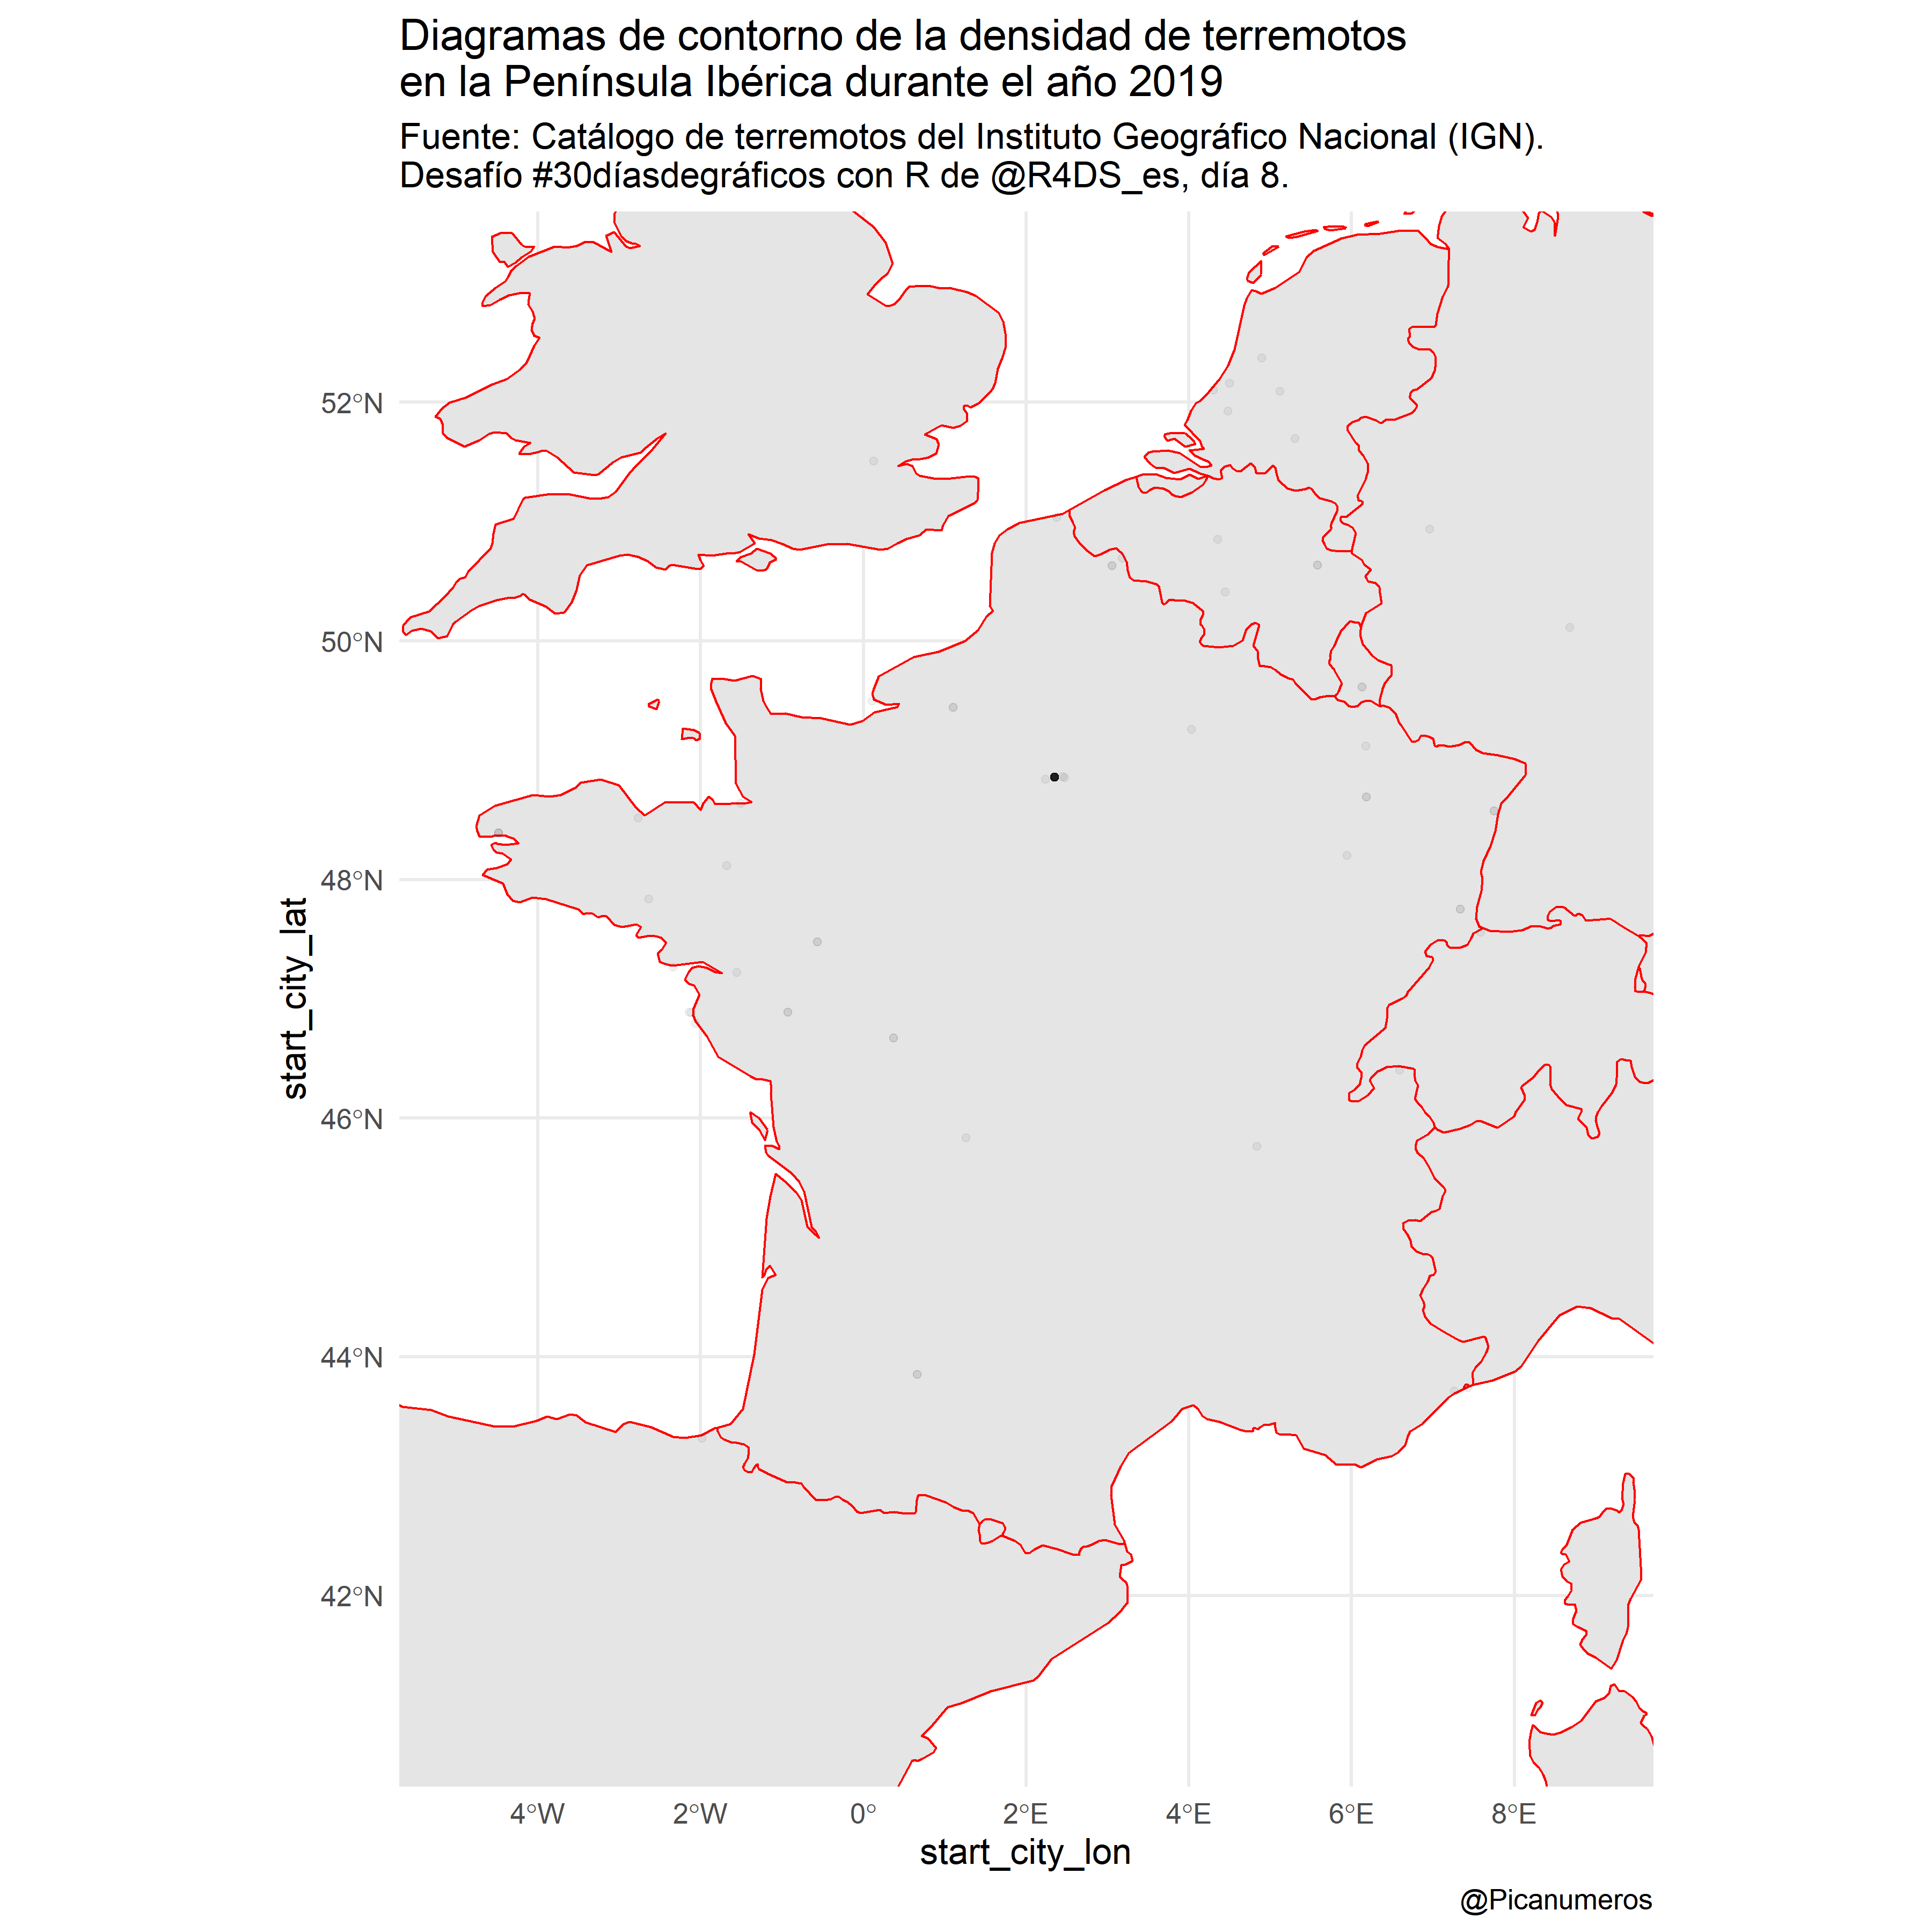 Diagramas de contorno de la densidad de terremotos
en la Península Ibérica durante el año 2019
Fuente: Catálogo de terremotos del Instituto Geográfico Nacional (IGN).
Desafío #30díasdegráficos con R de @R4DS_es, día 8.
52°N
50°N
48°N
46°N
44°N
42°N
start_city_lat
4°W
2°W
0°
2°E
4°E
6°E
8°E
start_city_lon
@Picanumeros